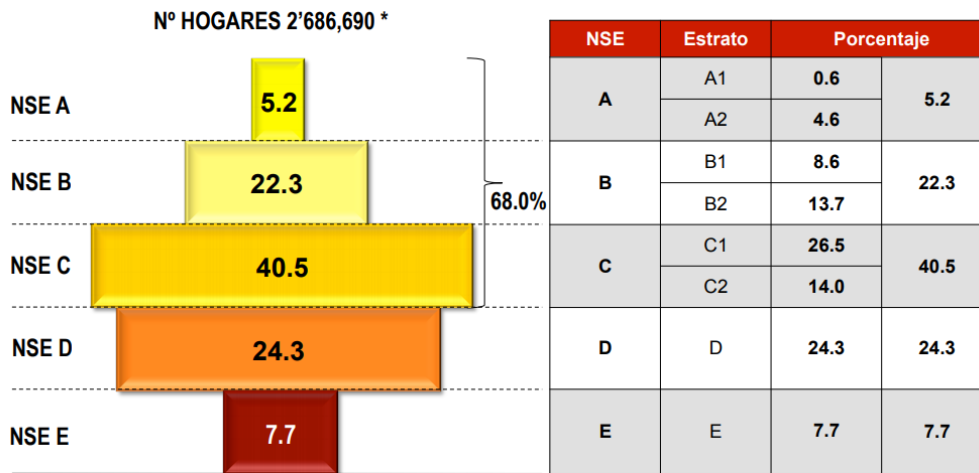 Nº HOGARES 2’686,690 *
NSE A
5.2
NSE B
22.3
68.0%
NSE C
40.5
NSE D
24.3
NSE E
7.7
NSE Estrato Porcentaje
A A1 0.6 5.2
A2 4.6
B B1 8.6 22.3
B2 13.7
C C1 26.5 40.5
C2 14.0
D D 24.3 24.3
E E 7.7 7.7